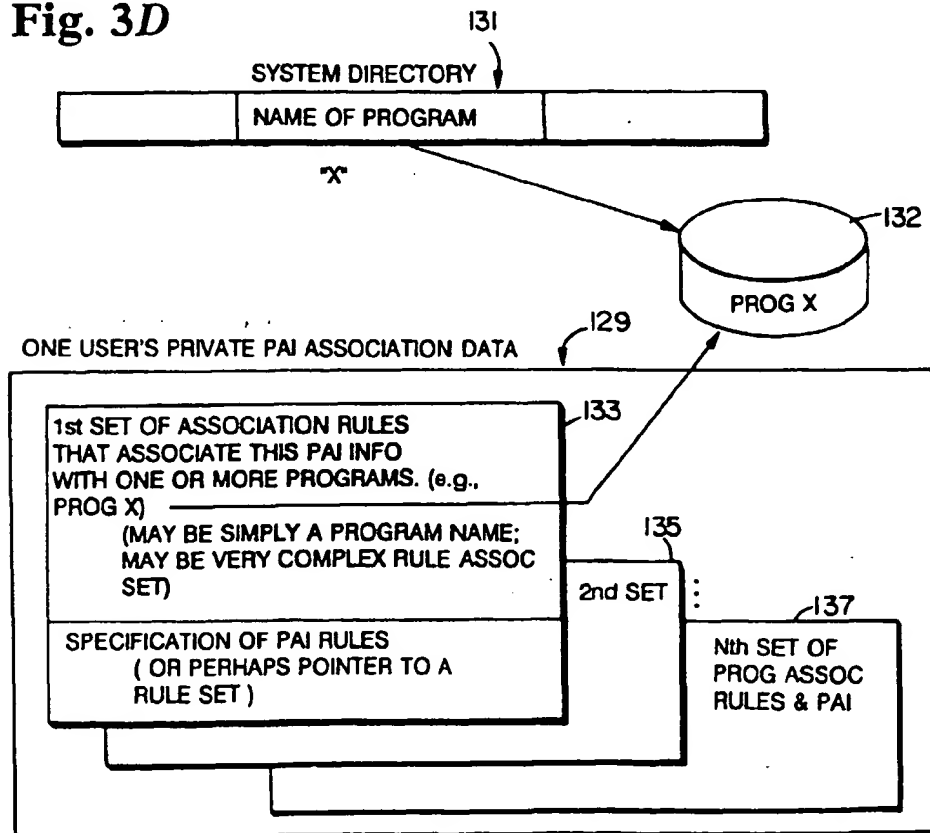 Fig. 3D
131
SYSTEM DIRECTORY
NAME OF PROGRAM
"X"
132
PROG X
129
ONE USER'S PRIVATE PAI ASSOCIATION DATA
133
1st SET OF ASSOCIATION RULES
THAT ASSOCIATE THIS PAI INFO
WITH ONE OR MORE PROGRAMS. (e.g.,
PROG X)
(MAY BE SIMPLY A PROGRAM NAME;
MAY BE VERY COMPLEX RULE ASSOC
SET)
SPECIFICATION OF PAI RULES
( OR PERHAPS POINTER TO A
RULE SET )
135
2nd SET
137
Nth SET OF
PROG ASSOC
RULES & PAI